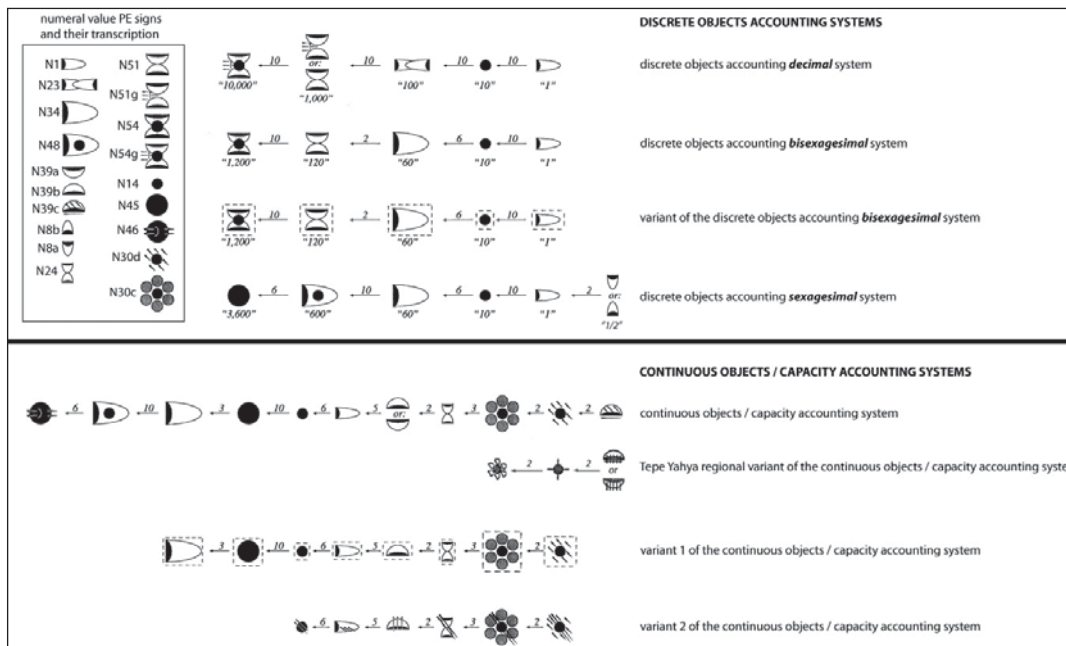 numeral value PE signs
and their transcription
N1
N23
N34
N48
N39a
N39b
N39c
N8b
N8a
N24
N51
N51g
N54
N54g
N14
N45
N46
N30d
N30c
DISCRETE OBJECTS ACCOUNTING SYSTEMS
10 or: 10 10 10
"10,000" "1,000" "100" "10" "1"
discrete objects accounting decimal system
10 2 6 10
"1,200" "120" "60" "10" "1"
discrete objects accounting bisexagesimal system
10 2 6 10
"1,200" "120" "60" "10" "1"
variant of the discrete objects accounting bisexagesimal system
6 10 6 10 2 or:
"3,600" "600" "60" "10" "1" "1/2"
discrete objects accounting sexagesimal system
CONTINUOUS OBJECTS / CAPACITY ACCOUNTING SYSTEMS
6 10 3 10 6 5 or: 2 3 2 2
continuous objects / capacity accounting system
2 2 or
Tepe Yahya regional variant of the continuous objects / capacity accounting syste
3 10 6 5 2 3 2
variant 1 of the continuous objects / capacity accounting system
6 5 2 3 2
variant 2 of the continuous objects / capacity accounting system